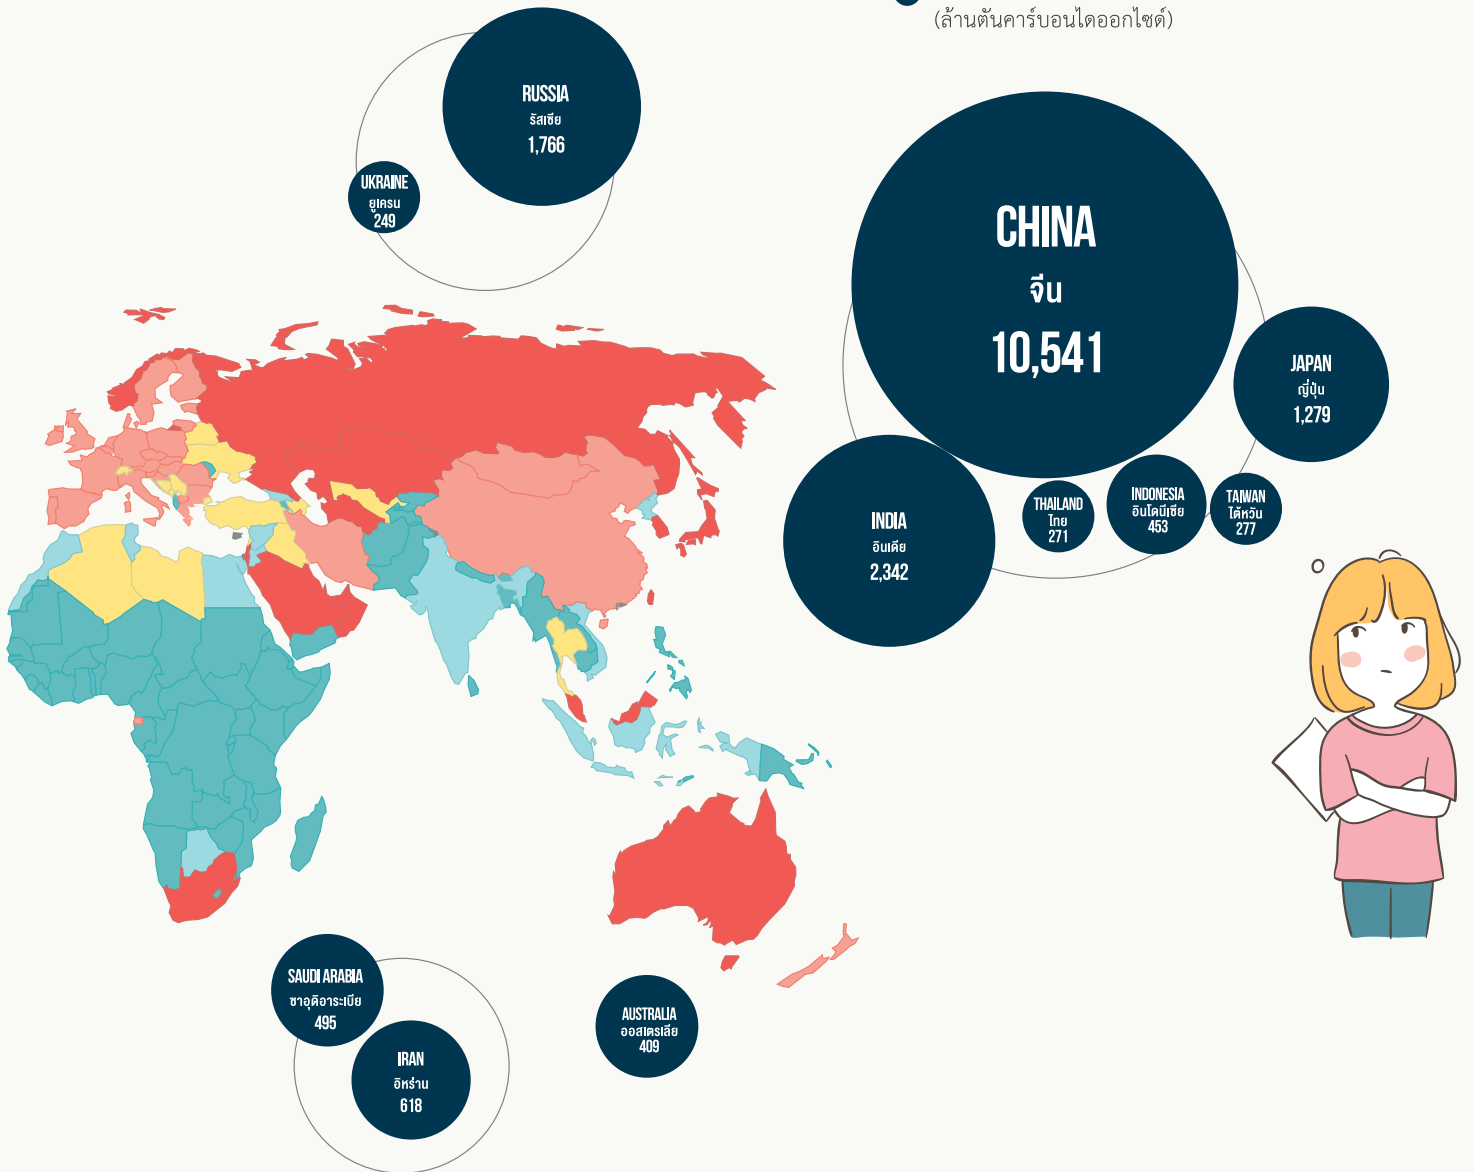 (ล้านตันคาร์บอนไดออกไซด์)
RUSSIA
รัสเซีย
1,766
UKRAINE
ยูเครน
249
CHINA
จีน
10,541
JAPAN
ญี่ปุ่น
1,279
INDIA
อินเดีย
2,342
THAILAND
ไทย
271
INDONESIA
อินโดนีเซีย
453
TAIWAN
ไต้หวัน
277
SAUDI ARABIA
ซาอุดิอาระเบีย
495
IRAN
อิหร่าน
618
AUSTRALIA
ออสเตรเลีย
409